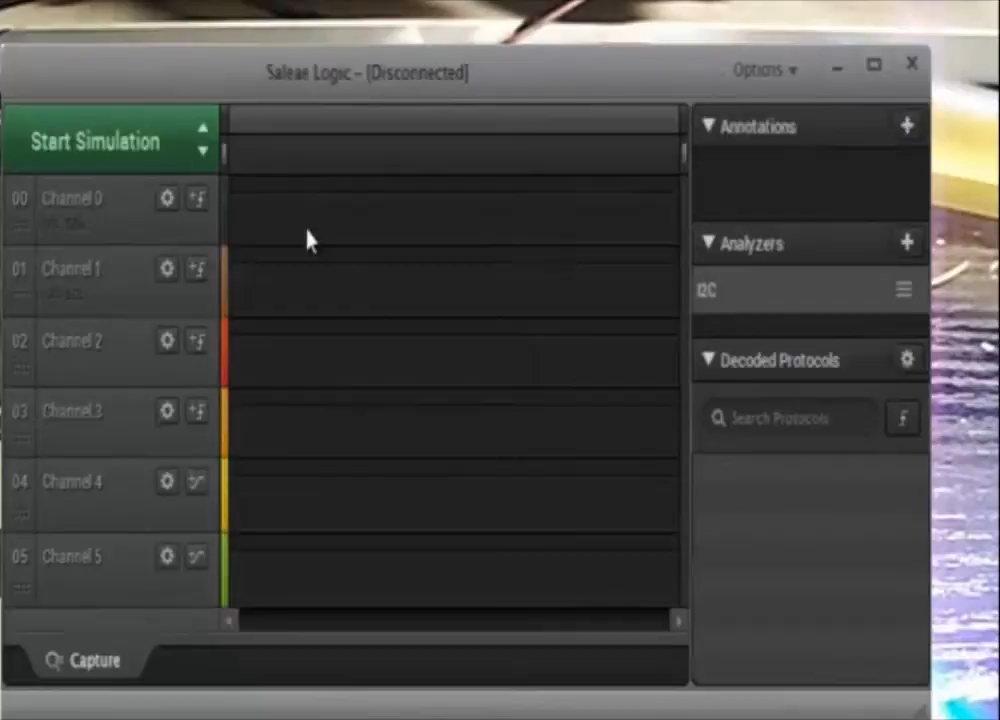 Saleae Logic - [Disconnected]
Options
Start Simulation
00 Channel 0
01 Channel 1
02 Channel 2
03 Channel 3
04 Channel 4
05 Channel 5
Capture
Annotations
Analyzers
I2C
Decoded Protocols
Search Protocols